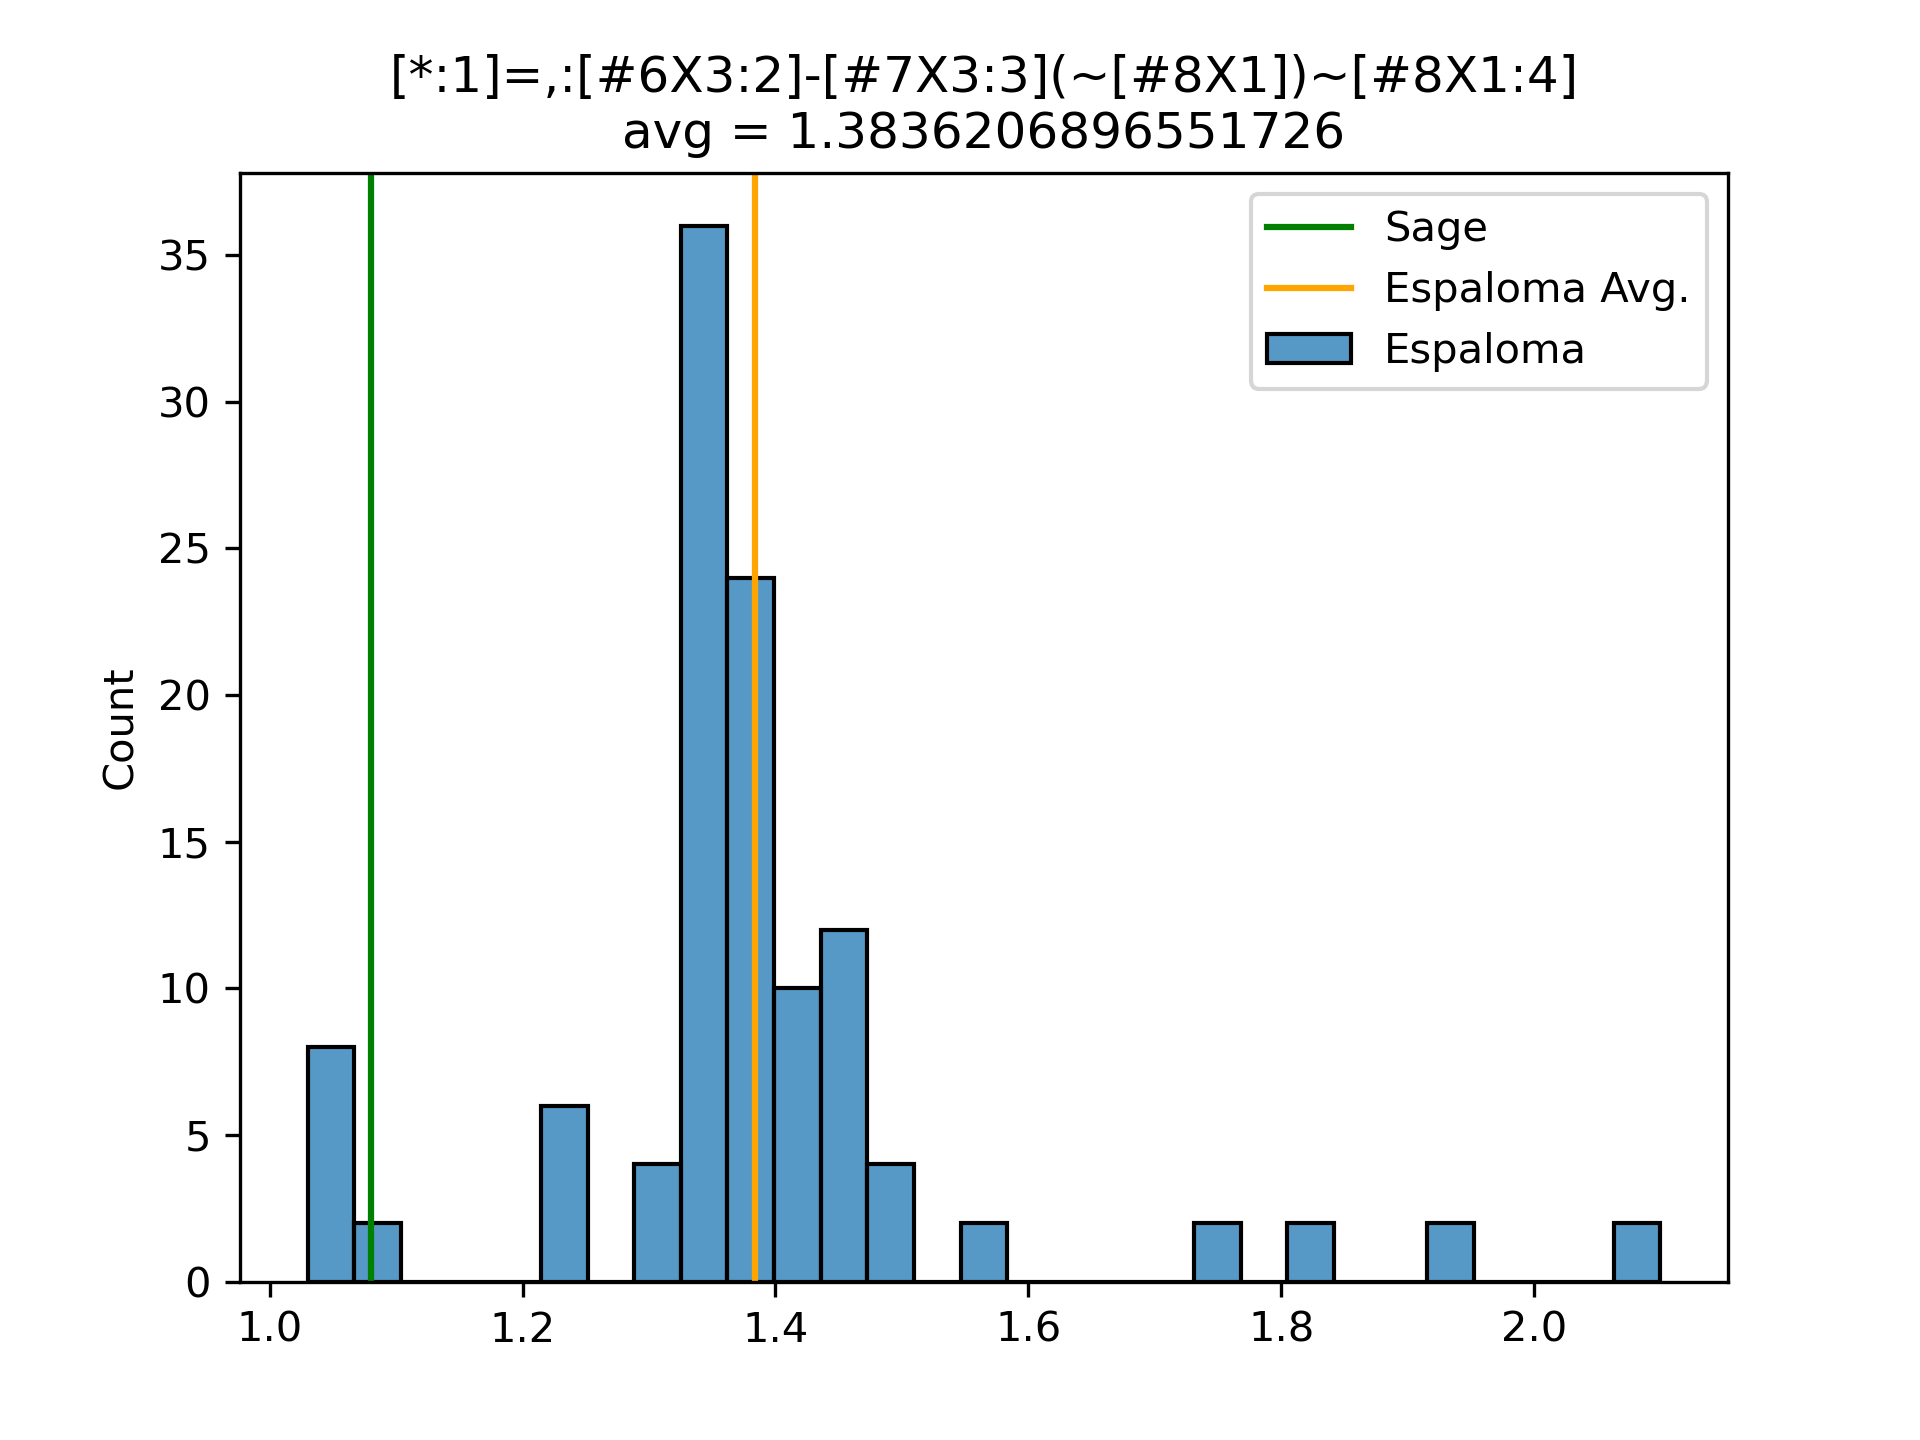 [*:1]=,:[#6X3:2]-[#7X3:3](~[#8X1])~[#8X1:4]
avg = 1.3836206896551726
Sage
Espaloma Avg.
Espaloma
35
30
25
20
15
10
5
0
Count
1.0 1.2 1.4 1.6 1.8 2.0